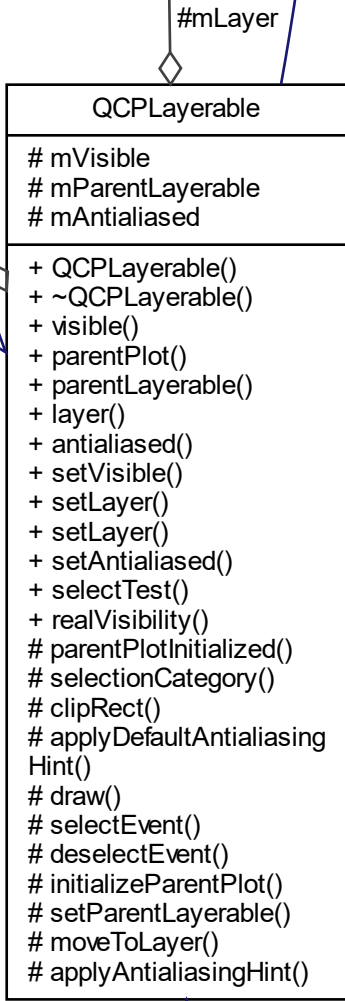 #mLayer
QCPLayerable
# mVisible
# mParentLayerable
# mAntialiased
+ QCPLayerable()
+ ~QCPLayerable()
+ visible()
+ parentPlot()
+ parentLayerable()
+ layer()
+ antialiased()
+ setVisible()
+ setLayer()
+ setLayer()
+ setAntialiased()
+ selectTest()
+ realVisibility()
# parentPlotInitialized()
# selectionCategory()
# clipRect()
# applyDefaultAntialiasing
Hint()
# draw()
# selectEvent()
# deselectEvent()
# initializeParentPlot()
# setParentLayerable()
# moveToLayer()
# applyAntialiasingHint()